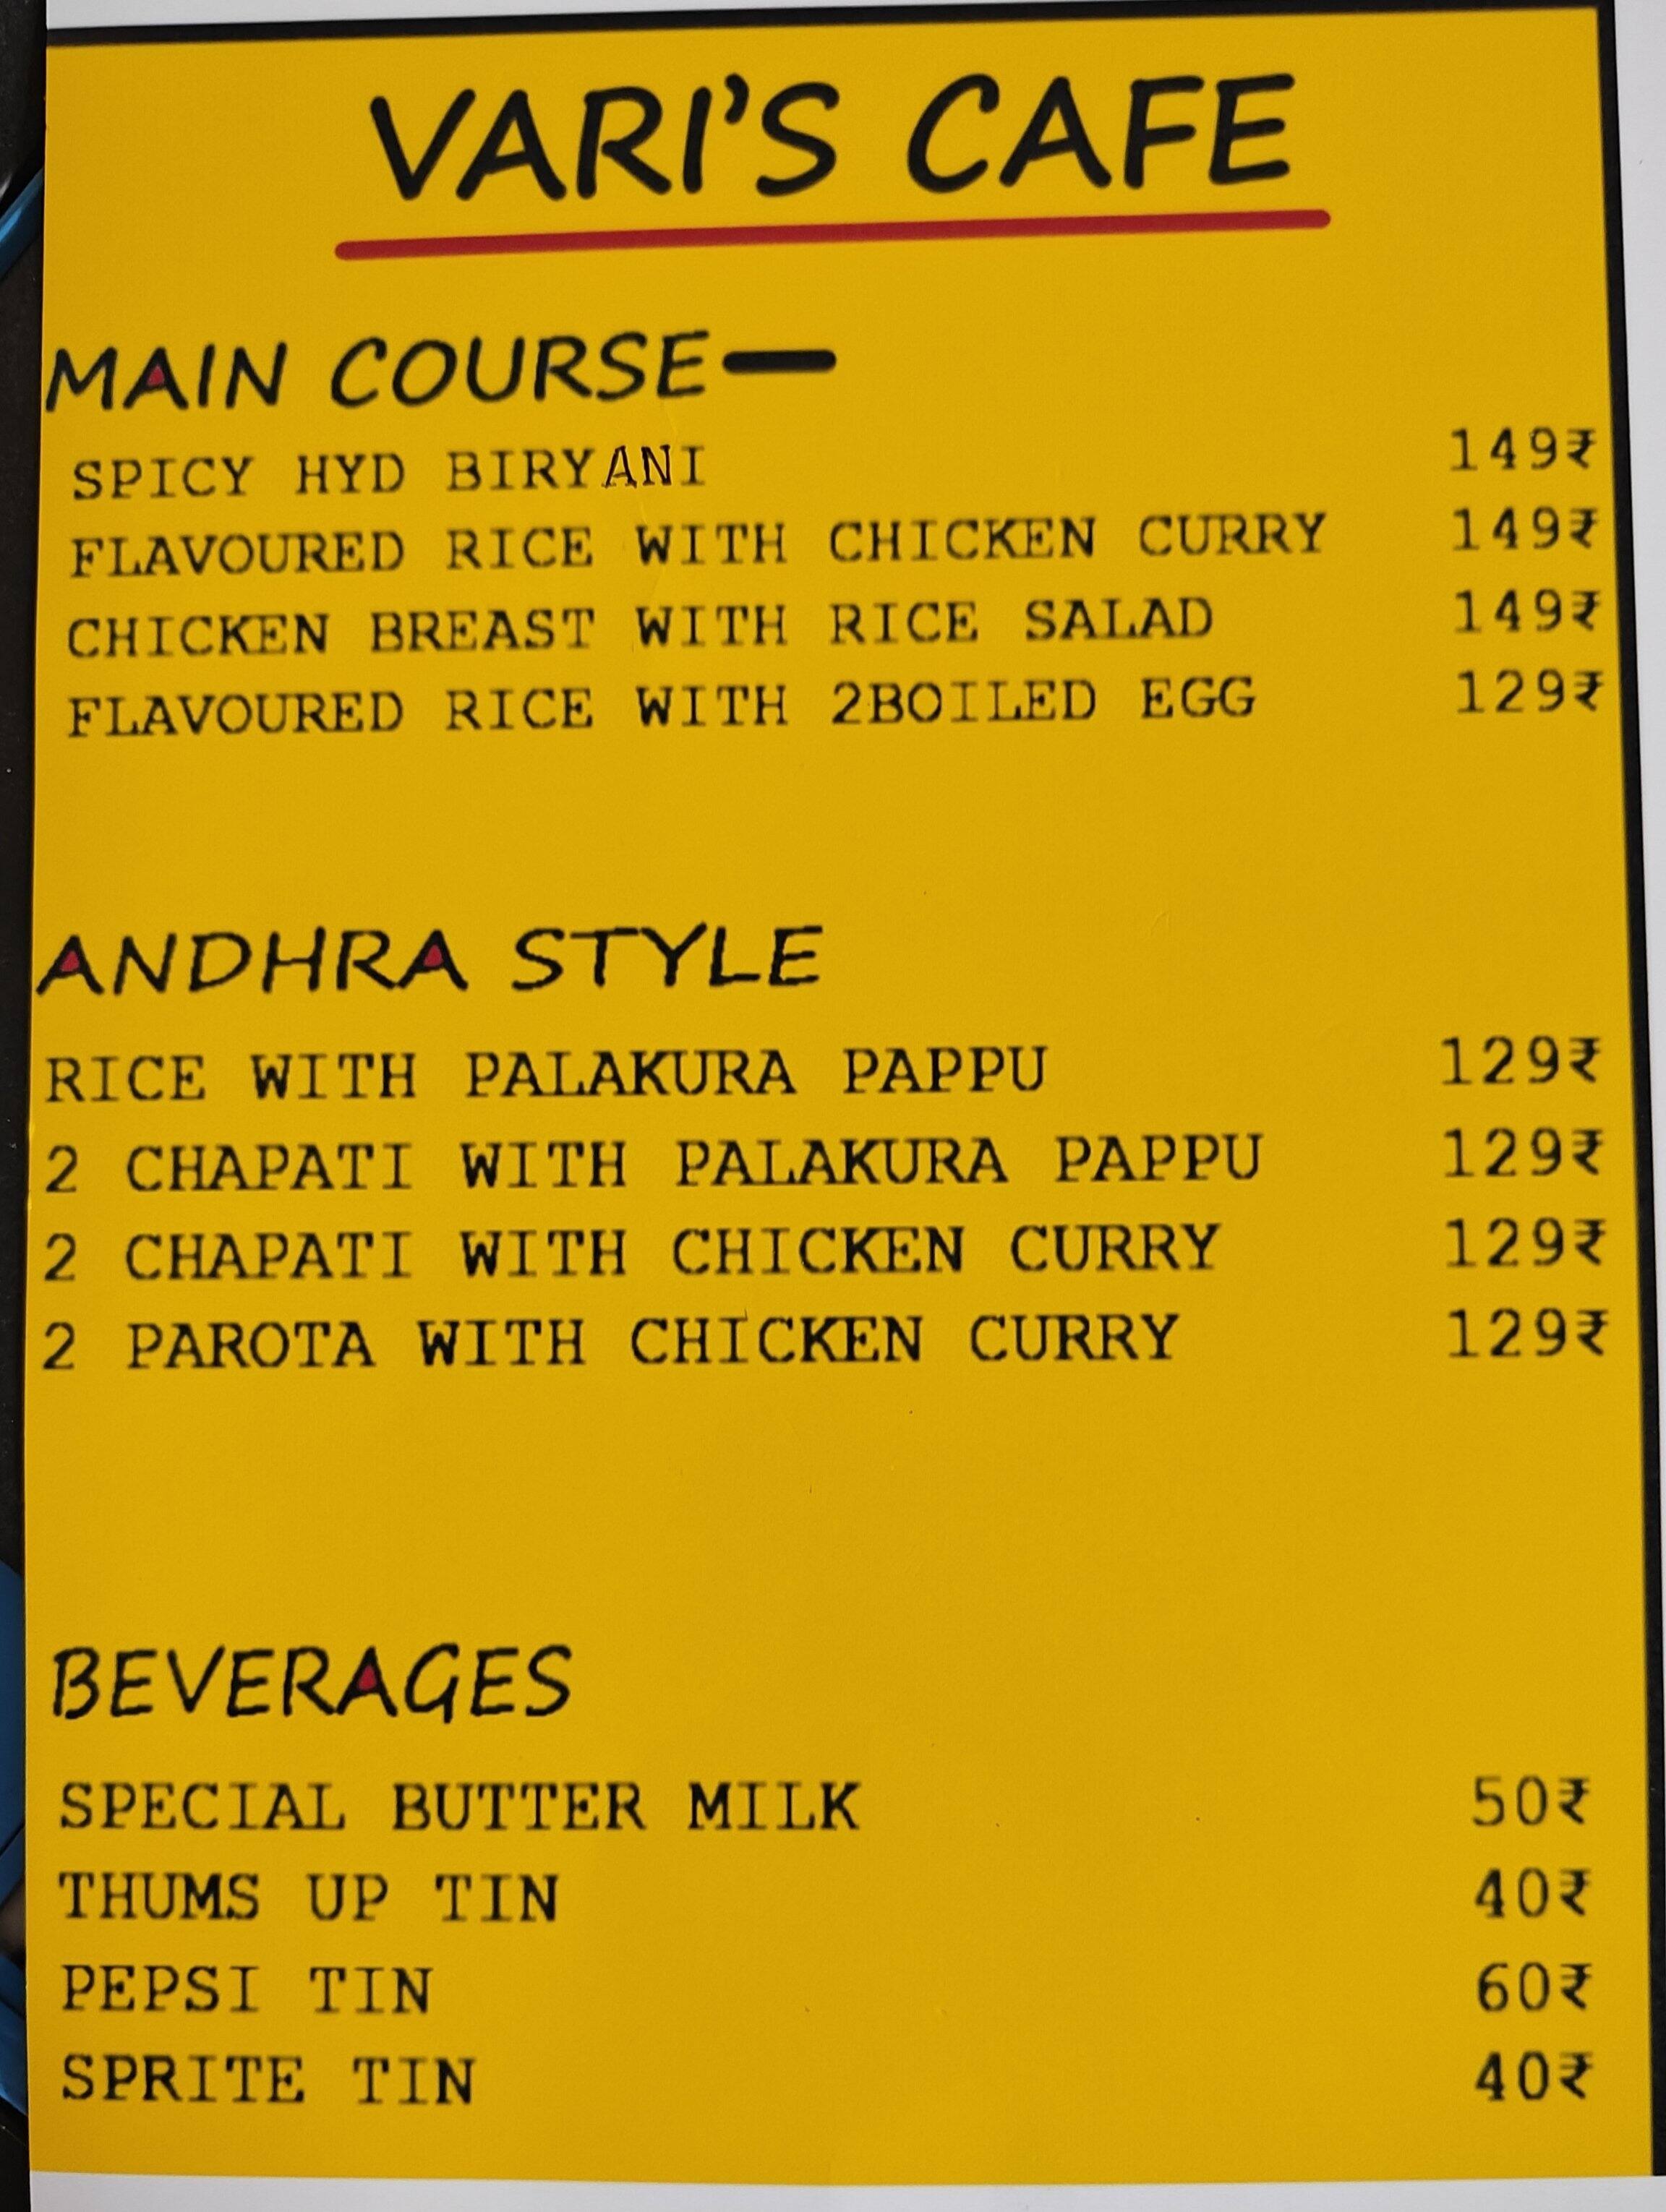 VARI'S CAFE
MAIN COURSE—
SPICY HYD BIRYANI 149₹
FLAVOURED RICE WITH CHICKEN CURRY 149₹
CHICKEN BREAST WITH RICE SALAD 149₹
FLAVOURED RICE WITH 2BOILED EGG 129₹
ANDHRA STYLE
RICE WITH PALAKURA PAPPU 129₹
2 CHAPATI WITH PALAKURA PAPPU 129₹
2 CHAPATI WITH CHICKEN CURRY 129₹
2 PAROTA WITH CHICKEN CURRY 129₹
BEVERAGES
SPECIAL BUTTER MILK 50₹
THUMS UP TIN 40₹
PEPSI TIN 60₹
SPRITE TIN 40₹